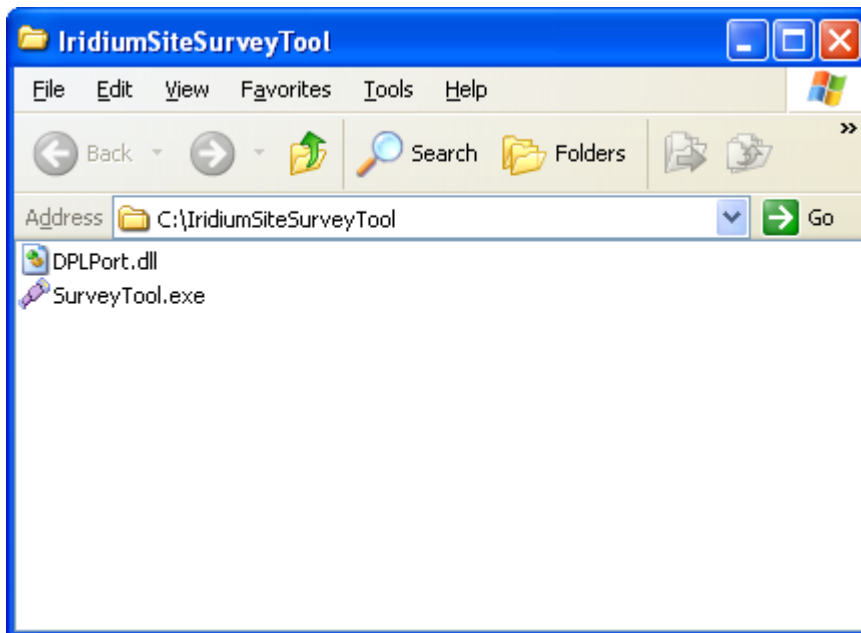 IridiumSiteSurveyTool
File Edit View Favorites Tools Help
Back Search Folders »
Address C:\IridiumSiteSurveyTool Go
DPLPort.dll
SurveyTool.exe